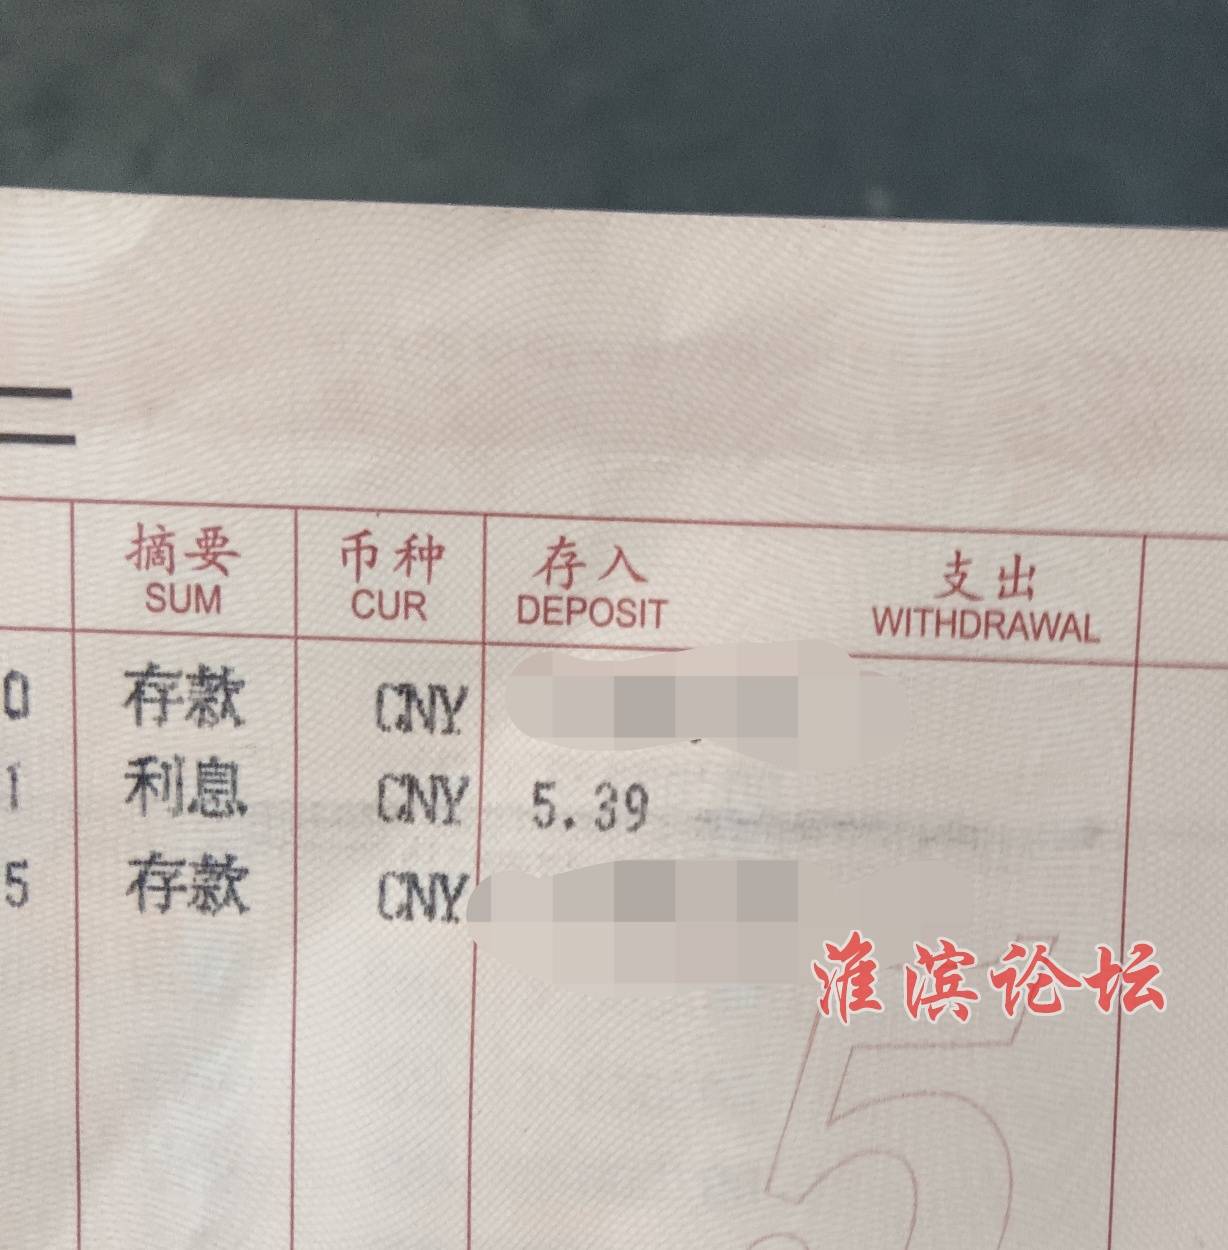 摘要 币种 存入 支出
SUM CUR DEPOSIT WITHDRAWAL
0 存款 CNY
1 利息 CNY 5.39
5 存款 CNY
淮滨论坛
5